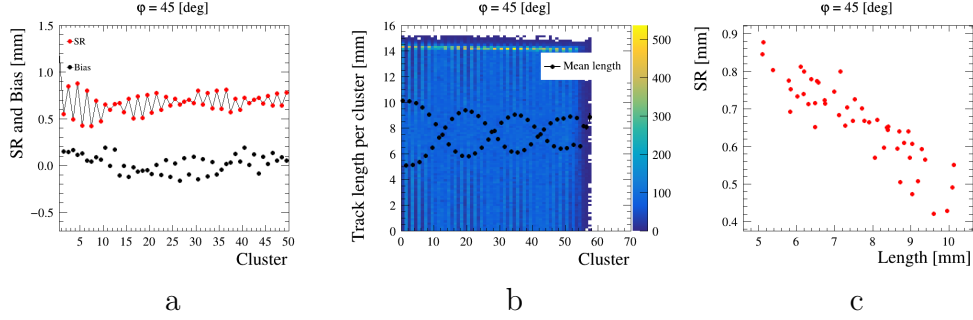 φ = 45 [deg]
SR and Bias [mm]
1.5
1.0
0.5
0.0
−0.5
SR
Bias
5 10 15 20 25 30 35 40 45 50
Cluster
a
φ = 45 [deg]
Track length per cluster [mm]
16
14
12
10
8
6
4
2
0
Mean length
0 10 20 30 40 50 60 70
Cluster
500
400
300
200
100
0
b
φ = 45 [deg]
SR [mm]
0.9
0.8
0.7
0.6
0.5
0.4
5 6 7 8 9 10
Length [mm]
c